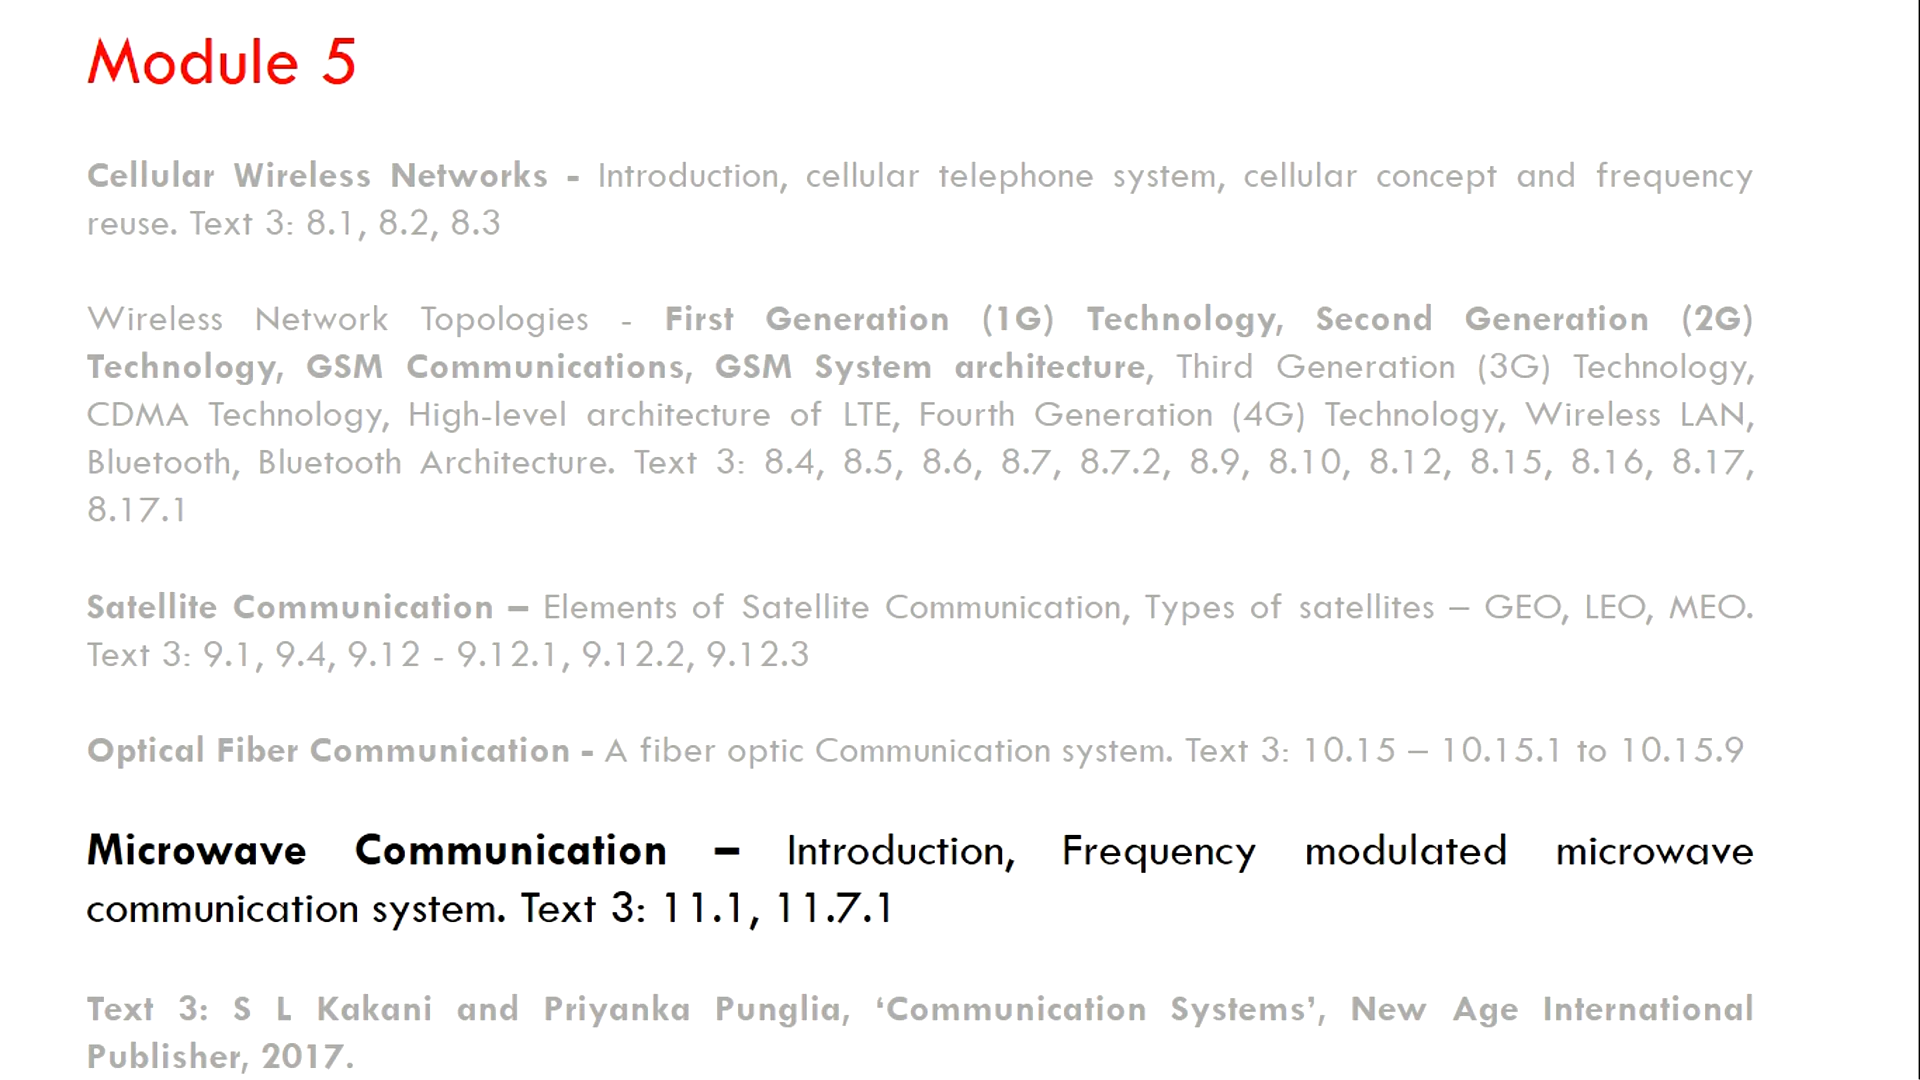 Module 5
Cellular Wireless Networks - Introduction, cellular telephone system, cellular concept and frequency
reuse. Text 3: 8.1, 8.2, 8.3
Wireless Network Topologies - First Generation (1G) Technology, Second Generation (2G)
Technology, GSM Communications, GSM System architecture, Third Generation (3G) Technology,
CDMA Technology, High-level architecture of LTE, Fourth Generation (4G) Technology, Wireless LAN,
Bluetooth, Bluetooth Architecture. Text 3: 8.4, 8.5, 8.6, 8.7, 8.7.2, 8.9, 8.10, 8.12, 8.15, 8.16, 8.17,
8.17.1
Satellite Communication – Elements of Satellite Communication, Types of satellites – GEO, LEO, MEO.
Text 3: 9.1, 9.4, 9.12 - 9.12.1, 9.12.2, 9.12.3
Optical Fiber Communication - A fiber optic Communication system. Text 3: 10.15 – 10.15.1 to 10.15.9
Microwave Communication – Introduction, Frequency modulated microwave
communication system. Text 3: 11.1, 11.7.1
Text 3: S L Kakani and Priyanka Punglia, ‘Communication Systems’, New Age International
Publisher, 2017.